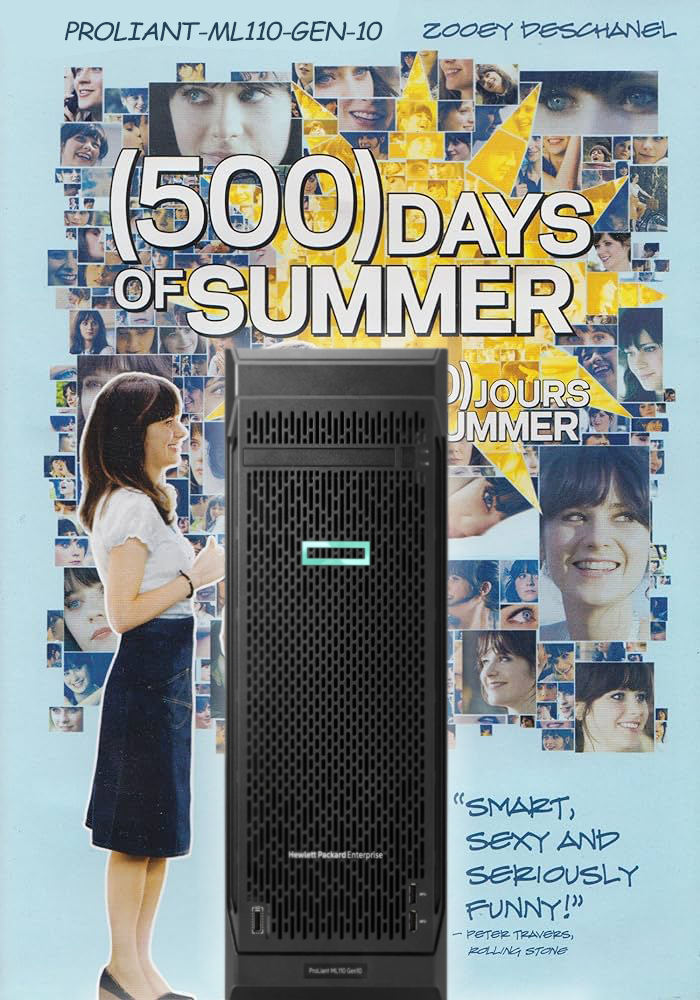 PROLIANT-ML110-GEN-10 ZOOEY DESCHANEL
(500) DAYS
OF SUMMER
0) JOURS
UMMER
Hewlett Packard Enterprise
ProLiant ML110 Gen10
"SMART,
SEXY AND
SERIOUSLY
FUNNY!"
- PETER TRAVERS,
ROLLING STONE